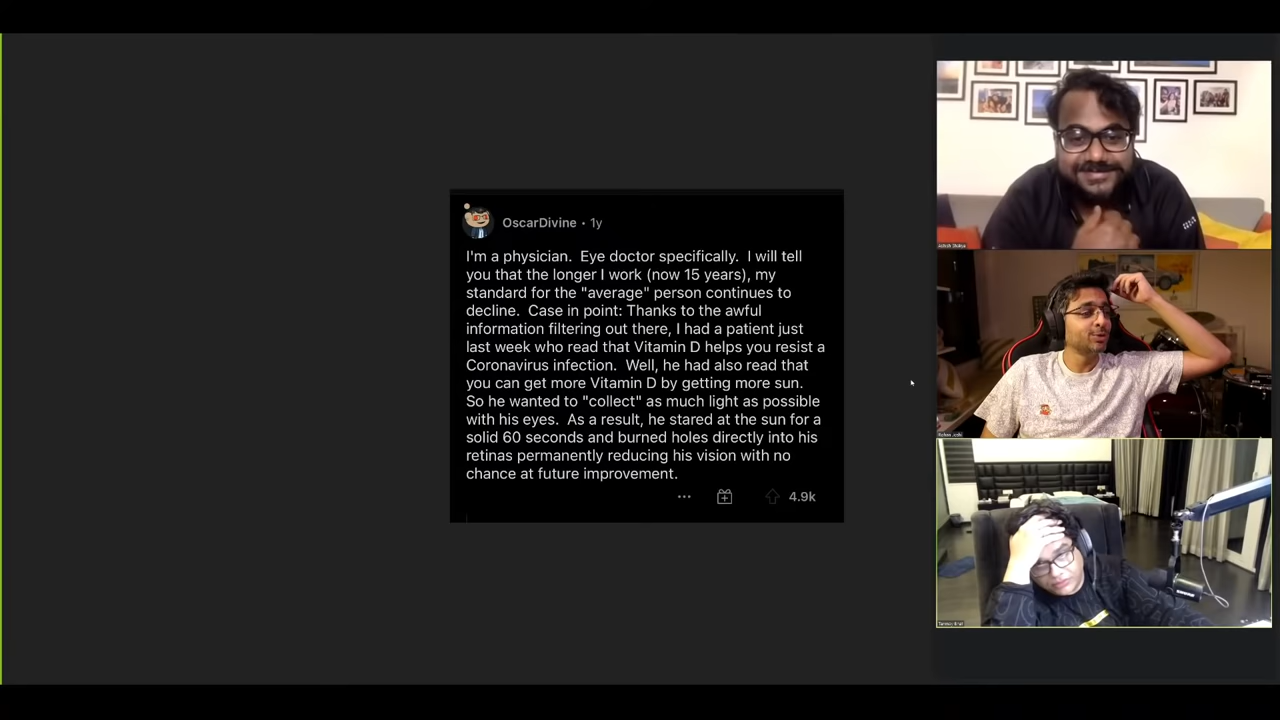 OscarDivine • 1y
I'm a physician.  Eye doctor specifically.  I will tell
you that the longer I work (now 15 years), my
standard for the "average" person continues to
decline.  Case in point: Thanks to the awful
information filtering out there, I had a patient just
last week who read that Vitamin D helps you resist a
Coronavirus infection.  Well, he had also read that
you can get more Vitamin D by getting more sun.
So he wanted to "collect" as much light as possible
with his eyes.  As a result, he stared at the sun for a
solid 60 seconds and burned holes directly into his
retinas permanently reducing his vision with no
chance at future improvement.
4.9k